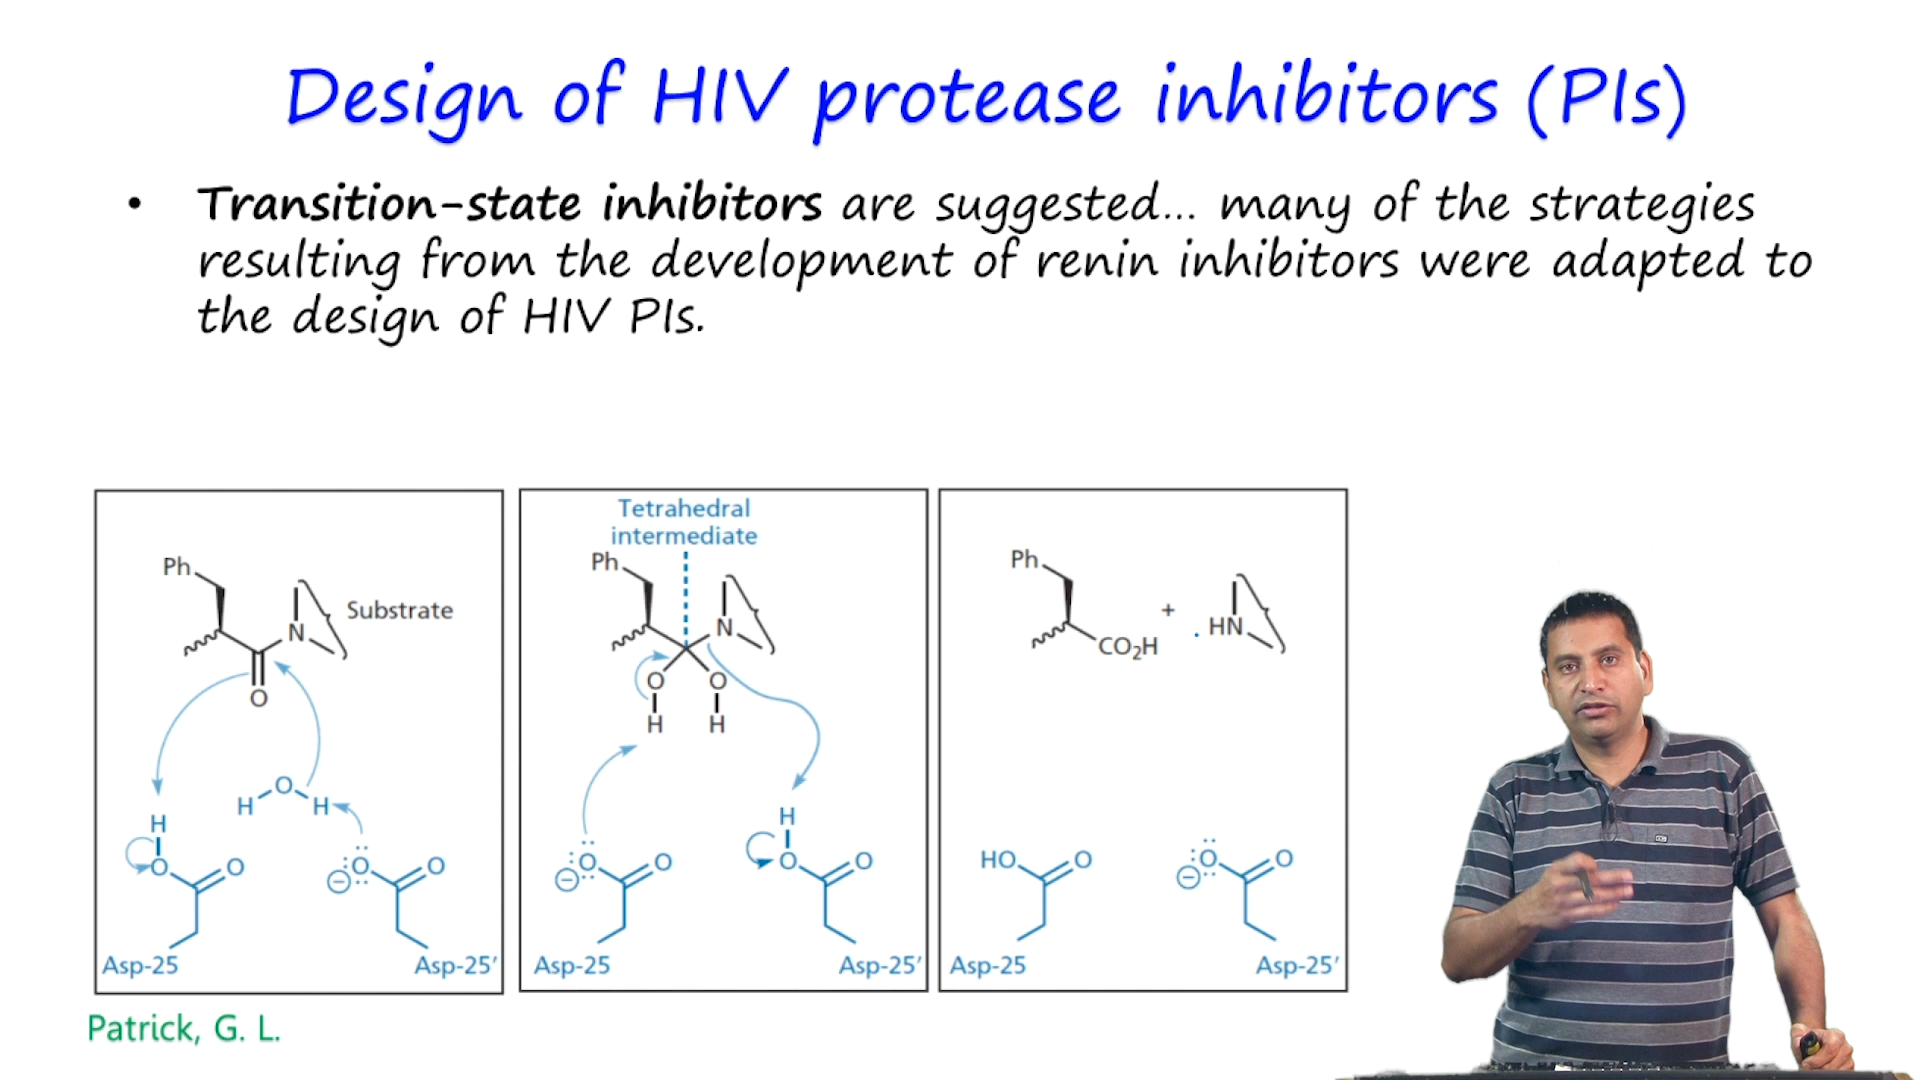 Design of HIV protease inhibitors (PIs)
• Transition-state inhibitors are suggested... many of the strategies
resulting from the development of renin inhibitors were adapted to
the design of HIV PIs.
Ph
N
Substrate
O
H O H
H
O O
O O
Asp-25
Asp-25'
Tetrahedral
intermediate
Ph
N
O O
H H
H
O O
O O
Asp-25
Asp-25'
Ph
+
HN
CO₂H
HO O
O O
Asp-25
Asp-25'
Patrick, G. L.